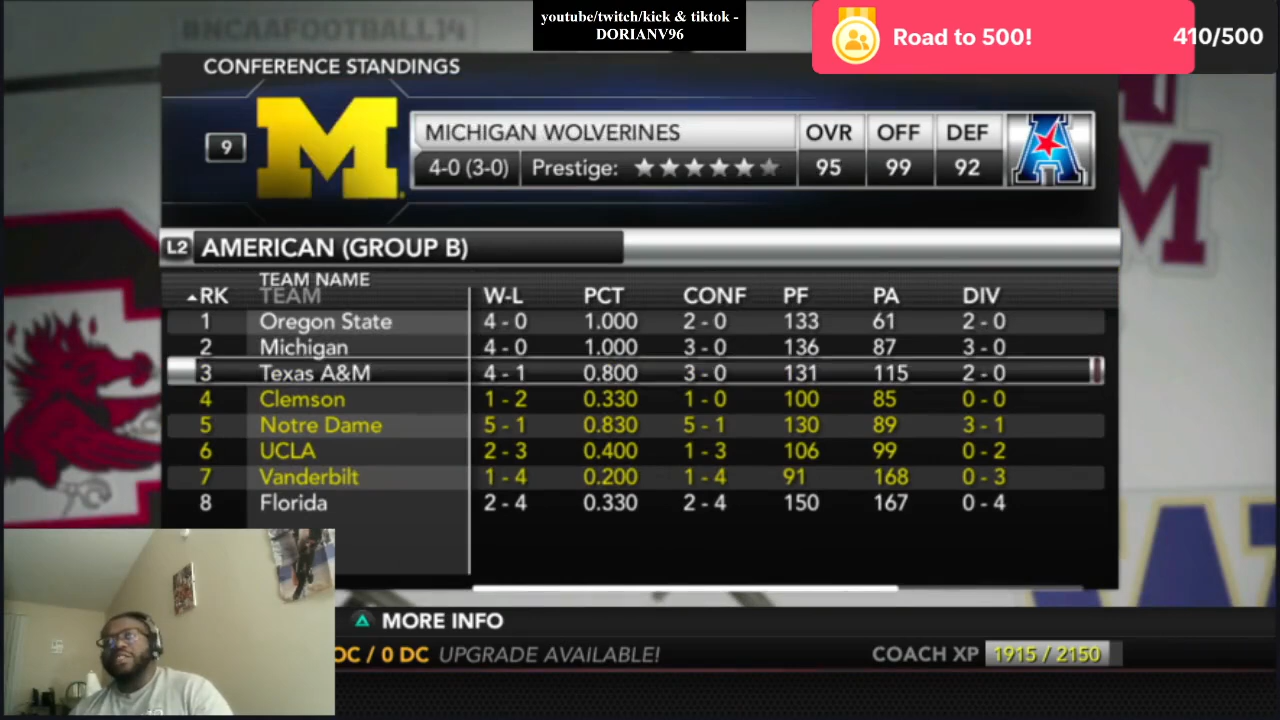 #NCAAFOOTBALL14
youtube/twitch/kick & tiktok -
DORIANV96
Road to 500!
410/500
CONFERENCE STANDINGS
9
MICHIGAN WOLVERINES
OVR OFF DEF
4-0 (3-0) Prestige:
95 99 92
L2 AMERICAN (GROUP B)
TEAM NAME
RK TEAM W-L PCT CONF PF PA DIV
1 Oregon State 4 - 0 1.000 2 - 0 133 61 2 - 0
2 Michigan 4 - 0 1.000 3 - 0 136 87 3 - 0
3 Texas A&M 4 - 1 0.800 3 - 0 131 115 2 - 0
4 Clemson 1 - 2 0.330 1 - 0 100 85 0 - 0
5 Notre Dame 5 - 1 0.830 5 - 1 130 89 3 - 1
6 UCLA 2 - 3 0.400 1 - 3 106 99 0 - 2
7 Vanderbilt 1 - 4 0.200 1 - 4 91 168 0 - 3
8 Florida 2 - 4 0.330 2 - 4 150 167 0 - 4
MORE INFO
OC / 0 DC UPGRADE AVAILABLE!
COACH XP 1915 / 2150